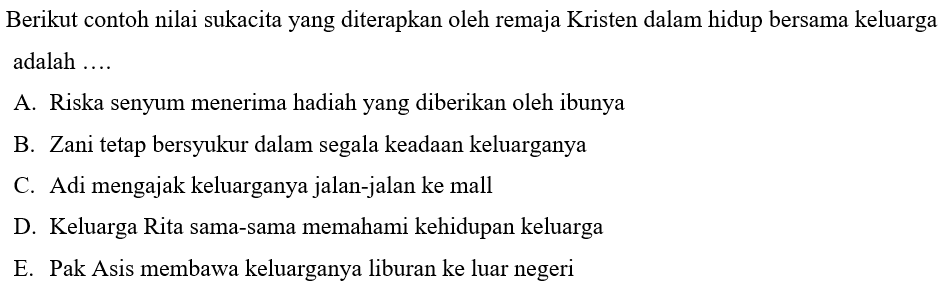 Berikut contoh nilai sukacita yang diterapkan oleh remaja Kristen dalam hidup bersama keluarga
adalah ….
A. Riska senyum menerima hadiah yang diberikan oleh ibunya
B. Zani tetap bersyukur dalam segala keadaan keluarganya
C. Adi mengajak keluarganya jalan-jalan ke mall
D. Keluarga Rita sama-sama memahami kehidupan keluarga
E. Pak Asis membawa keluarganya liburan ke luar negeri